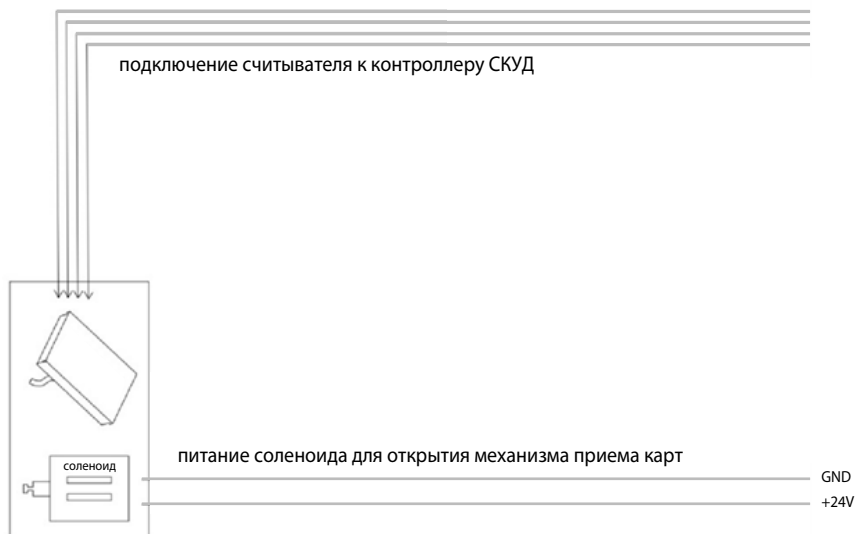 подключение считывателя к контроллеру СКУД
питание соленоида для открытия механизма приема карт
соленоид
GND
+24V